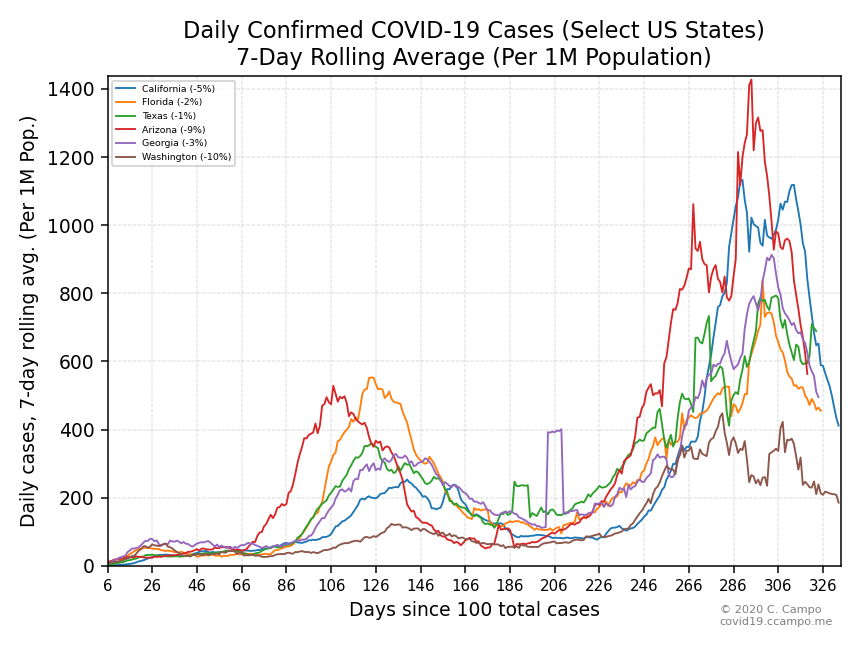 Daily Confirmed COVID-19 Cases (Select US States)
7-Day Rolling Average (Per 1M Population)
Daily cases, 7-day rolling avg. (Per 1M Pop.)
1400
1200
1000
800
600
400
200
0
California (-5%)
Florida (-2%)
Texas (-1%)
Arizona (-9%)
Georgia (-3%)
Washington (-10%)
6 26 46 66 86 106 126 146 166 186 206 226 246 266 286 306 326
Days since 100 total cases
© 2020 C. Campo
covid19.ccampo.me